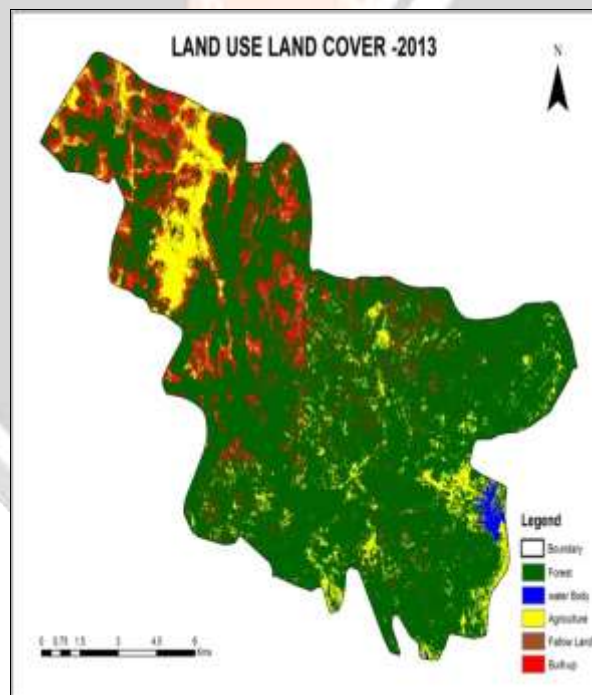 LAND USE LAND COVER -2013
N
Legend
Boundary
Forest
water Body
Agriculture
Fallow Land
Built-up
0 0.75 1.5 3 4.5 6
Kms